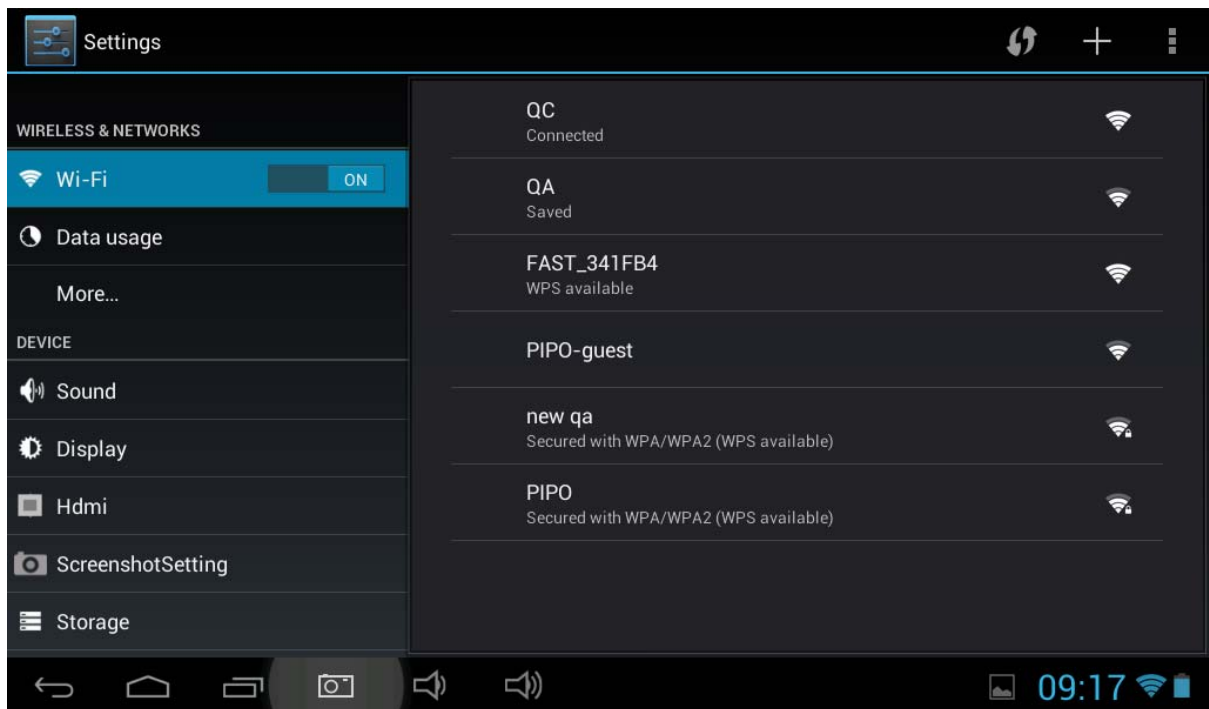 Settings
WIRELESS & NETWORKS
Wi-Fi
ON
Data usage
More...
DEVICE
Sound
Display
Hdmi
ScreenshotSetting
Storage
QC
Connected
QA
Saved
FAST_341FB4
WPS available
PIPO-guest
new qa
Secured with WPA/WPA2 (WPS available)
PIPO
Secured with WPA/WPA2 (WPS available)
09:17